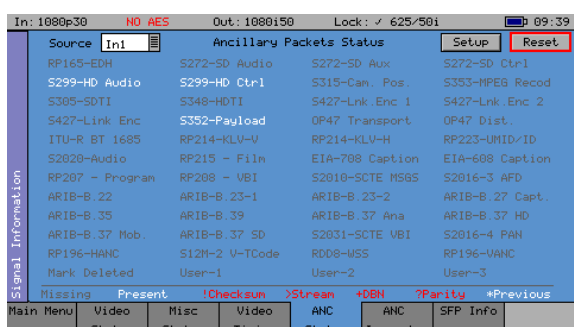 In: 1080p30 NO AES Out: 1080i50 Lock: ✓ 625/50i 09:39
Source In1 Ancillary Packets Status Setup Reset
RP165-EDH S272-SD Audio S272-SD Aux S272-SD Ctrl
S299-HD Audio S299-HD Ctrl S315-Cam. Pos. S353-MPEG Recod
S305-SDTI S348-HDTI S427-Lnk.Enc 1 S427-Lnk.Enc 2
S427-Link Enc S352-Payload OP47 Transport OP47 Dist.
ITU-R BT 1685 RP214-KLV-V RP214-KLV-H RP223-UMID/ID
S2020-Audio RP215 - Film EIA-708 Caption EIA-608 Caption
RP207 - Program RP208 - VBI S2010-SCTE MSGS S2016-3 AFD
ARIB-B.22 ARIB-B.23-1 ARIB-B.23-2 ARIB-B.27 Capt.
ARIB-B.35 ARIB-B.39 ARIB-B.37 Ana ARIB-B.37 HD
ARIB-B.37 Mob. ARIB-B.37 SD S2031-SCTE VBI S2016-4 PAN
RP196-HANC S12M-2 V-TCode RDD8-WSS RP196-VANC
Mark Deleted User-1 User-2 User-3
Missing Present !Checksum >Stream +DBN ?Parity *Previous
Signal Information
Main Menu Video Misc Video ANC ANC SFP Info